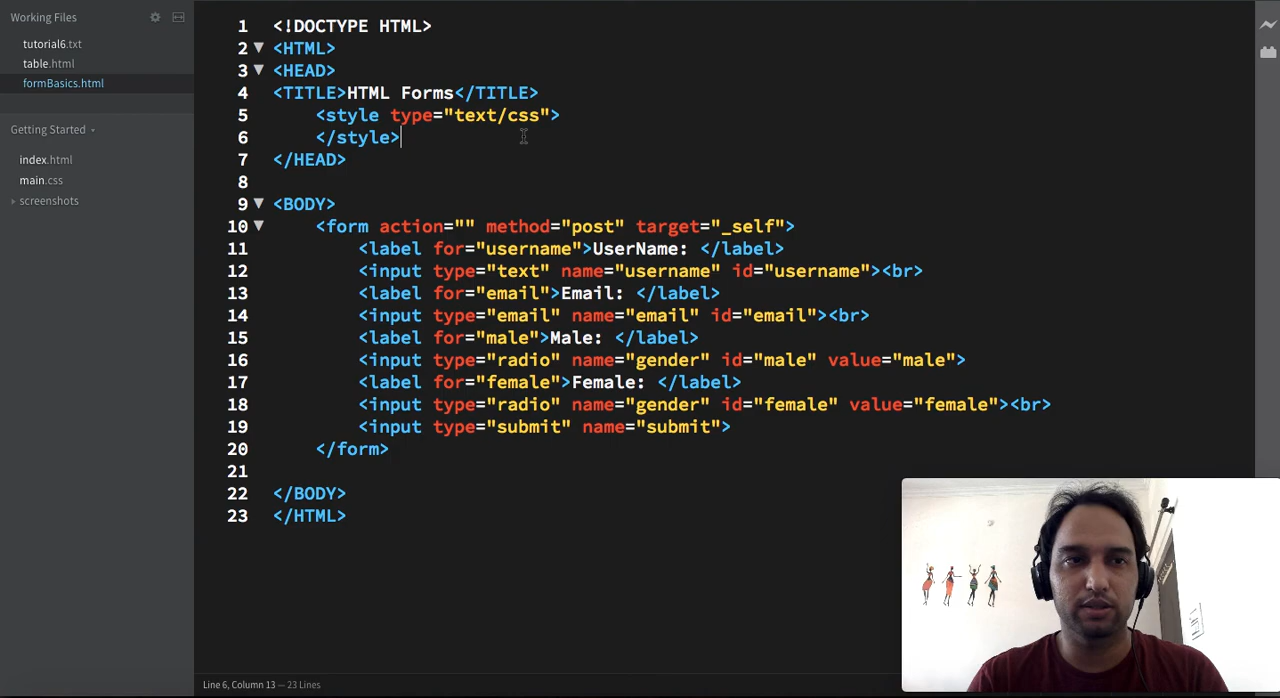 Working Files
tutorial6.txt
table.html
formBasics.html
Getting Started
index.html
main.css
screenshots
1 <!DOCTYPE HTML>
2 <HTML>
3 <HEAD>
4 <TITLE>HTML Forms</TITLE>
5 <style type="text/css">
6 </style>
7 </HEAD>
8
9 <BODY>
10 <form action="" method="post" target="_self">
11 <label for="username">UserName: </label>
12 <input type="text" name="username" id="username"><br>
13 <label for="email">Email: </label>
14 <input type="email" name="email" id="email"><br>
15 <label for="male">Male: </label>
16 <input type="radio" name="gender" id="male" value="male">
17 <label for="female">Female: </label>
18 <input type="radio" name="gender" id="female" value="female"><br>
19 <input type="submit" name="submit">
20 </form>
21
22 </BODY>
23 </HTML>
Line 6, Column 13 — 23 Lines